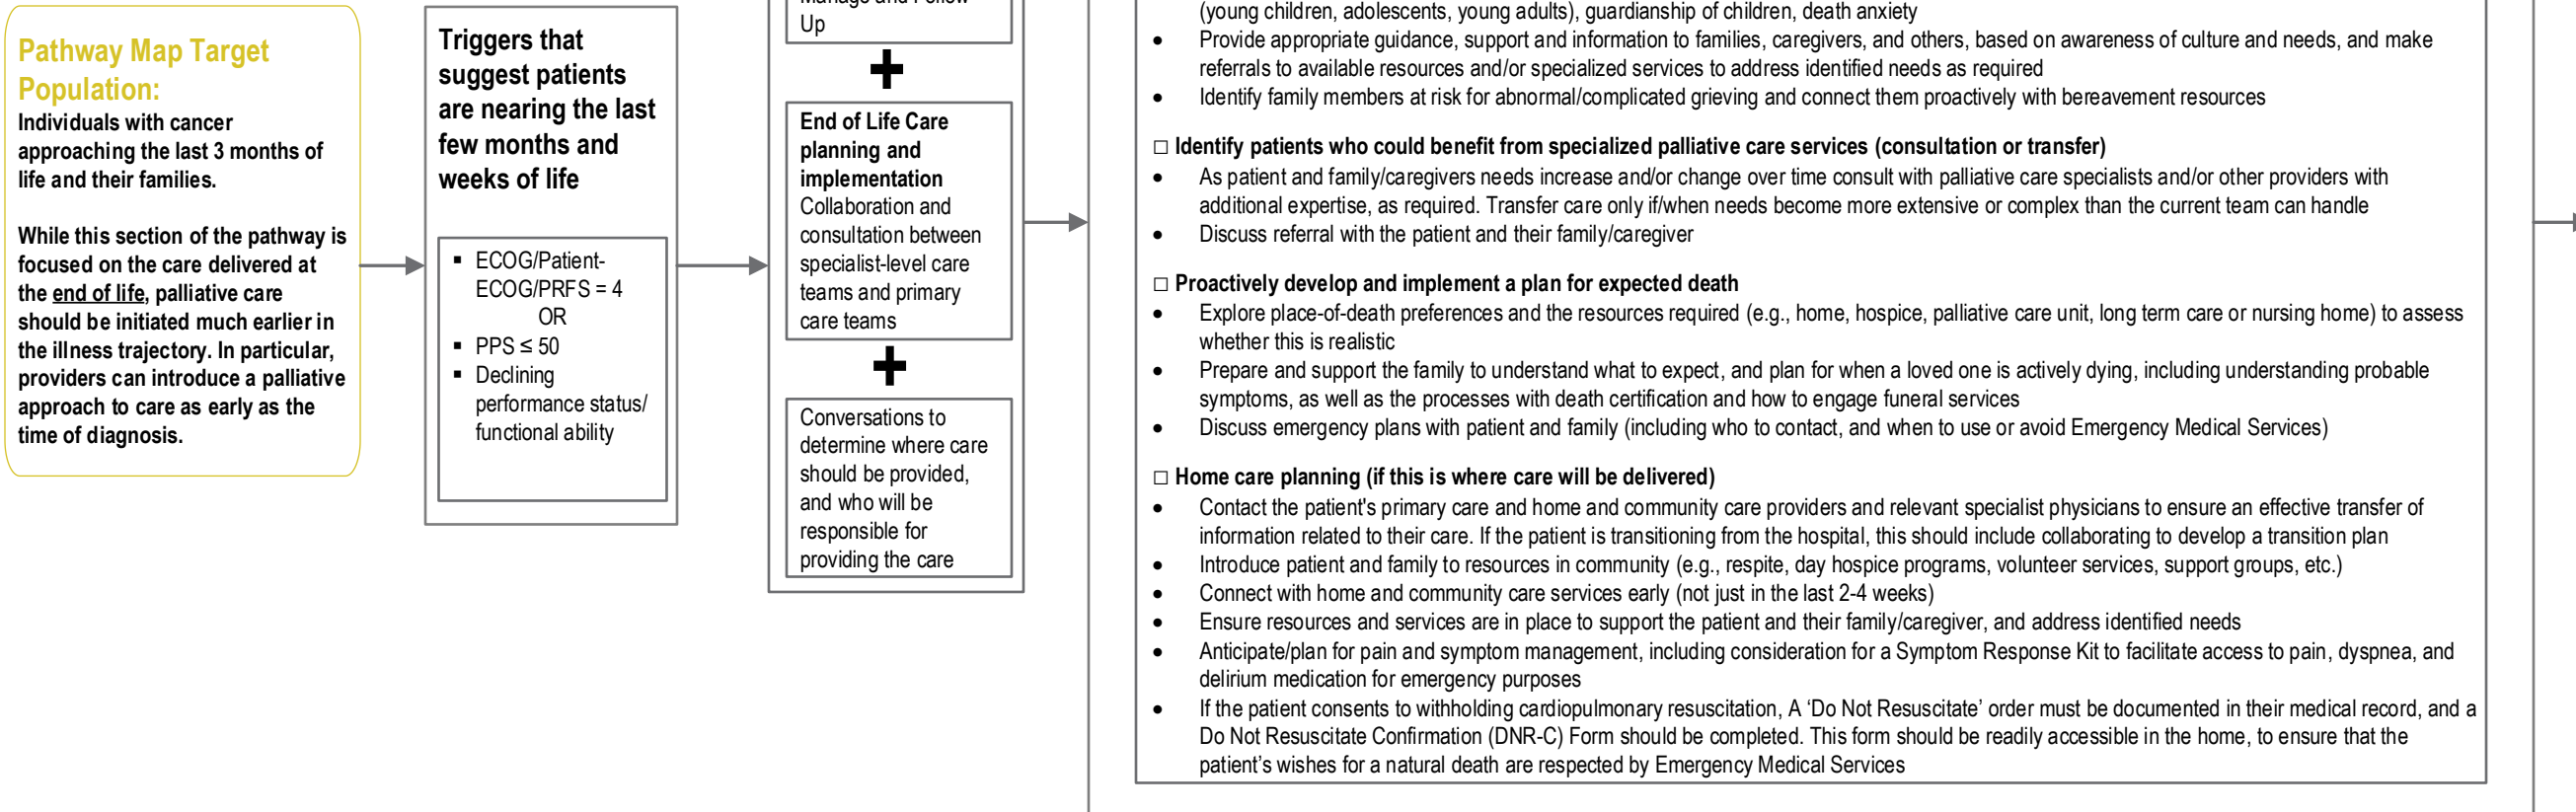 Pathway Map Target
Population:
Individuals with cancer
approaching the last 3 months of
life and their families.
While this section of the pathway is
focused on the care delivered at
the end of life, palliative care
should be initiated much earlier in
the illness trajectory. In particular,
providers can introduce a palliative
approach to care as early as the
time of diagnosis.
Triggers that
suggest patients
are nearing the last
few months and
weeks of life
▪ ECOG/Patient-
ECOG/PRFS = 4
OR
▪ PPS ≤ 50
▪ Declining
performance status/
functional ability
Manage and Follow
Up
+
End of Life Care
planning and
implementation
Collaboration and
consultation between
specialist-level care
teams and primary
care teams
+
Conversations to
determine where care
should be provided,
and who will be
responsible for
providing the care
(young children, adolescents, young adults), guardianship of children, death anxiety
• Provide appropriate guidance, support and information to families, caregivers, and others, based on awareness of culture and needs, and make
referrals to available resources and/or specialized services to address identified needs as required
• Identify family members at risk for abnormal/complicated grieving and connect them proactively with bereavement resources
□ Identify patients who could benefit from specialized palliative care services (consultation or transfer)
• As patient and family/caregivers needs increase and/or change over time consult with palliative care specialists and/or other providers with
additional expertise, as required. Transfer care only if/when needs become more extensive or complex than the current team can handle
• Discuss referral with the patient and their family/caregiver
□ Proactively develop and implement a plan for expected death
• Explore place-of-death preferences and the resources required (e.g., home, hospice, palliative care unit, long term care or nursing home) to assess
whether this is realistic
• Prepare and support the family to understand what to expect, and plan for when a loved one is actively dying, including understanding probable
symptoms, as well as the processes with death certification and how to engage funeral services
• Discuss emergency plans with patient and family (including who to contact, and when to use or avoid Emergency Medical Services)
□ Home care planning (if this is where care will be delivered)
• Contact the patient's primary care and home and community care providers and relevant specialist physicians to ensure an effective transfer of
information related to their care. If the patient is transitioning from the hospital, this should include collaborating to develop a transition plan
• Introduce patient and family to resources in community (e.g., respite, day hospice programs, volunteer services, support groups, etc.)
• Connect with home and community care services early (not just in the last 2-4 weeks)
• Ensure resources and services are in place to support the patient and their family/caregiver, and address identified needs
• Anticipate/plan for pain and symptom management, including consideration for a Symptom Response Kit to facilitate access to pain, dyspnea, and
delirium medication for emergency purposes
• If the patient consents to withholding cardiopulmonary resuscitation, A ‘Do Not Resuscitate’ order must be documented in their medical record, and a
Do Not Resuscitate Confirmation (DNR-C) Form should be completed. This form should be readily accessible in the home, to ensure that the
patient’s wishes for a natural death are respected by Emergency Medical Services